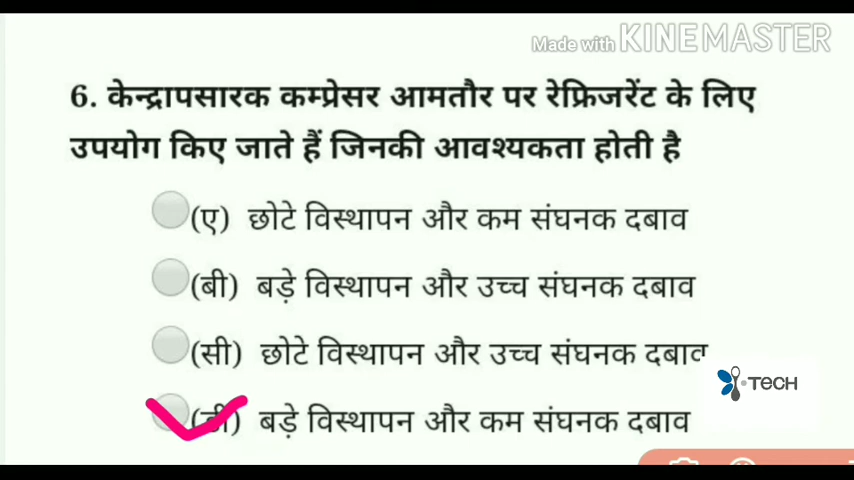 Made with KINEMASTER
6. केन्द्रापसारक कम्प्रेसर आमतौर पर रेफ्रिजरेंट के लिए
उपयोग किए जाते हैं जिनकी आवश्यकता होती है
(ए) छोटे विस्थापन और कम संघनक दबाव
(बी) बड़े विस्थापन और उच्च संघनक दबाव
(सी) छोटे विस्थापन और उच्च संघनक दबाव
TECH
(डी) बड़े विस्थापन और कम संघनक दबाव